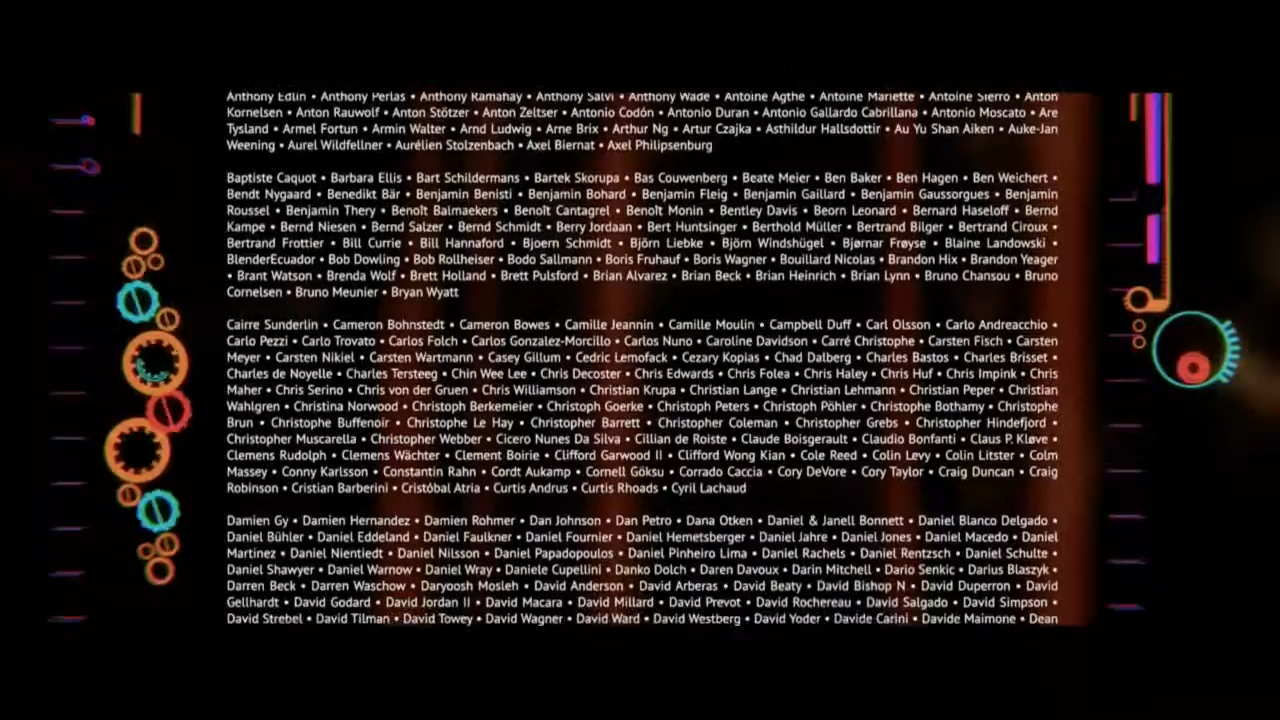 Anthony Edlin • Anthony Perlas • Anthony Ramahay • Anthony Salvi • Anthony Wade • Antoine Agthe • Antoine Mariette • Antoine Sierro • Anton
Kornelsen • Anton Rauwolf • Anton Stötzer • Anton Zeltser • Antonio Codón • Antonio Duran • Antonio Gallardo Cabrillana • Antonio Moscato • Are
Tysland • Armel Fortun • Armin Walter • Arnd Ludwig • Arne Brix • Arthur Ng • Artur Czajka • Asthildur Hallsdottir • Au Yu Shan Aiken • Auke-Jan
Weening • Aurel Wildfellner • Aurélien Stolzenbach • Axel Biernat • Axel Philipsenburg
Baptiste Caquot • Barbara Ellis • Bart Schildermans • Bartek Skorupa • Bas Couwenberg • Beate Meier • Ben Baker • Ben Hagen • Ben Weichert •
Bendt Nygaard • Benedikt Bär • Benjamin Benisti • Benjamin Bohard • Benjamin Fleig • Benjamin Gaillard • Benjamin Gaussorgues • Benjamin
Roussel • Benjamin Thery • Benoît Balmaekers • Benoît Cantagrel • Benoît Monin • Bentley Davis • Beorn Leonard • Bernard Haseloff • Bernd
Kampe • Bernd Niesen • Bernd Salzer • Bernd Schmidt • Berry Jordaan • Bert Huntsinger • Berthold Müller • Bertrand Bilger • Bertrand Ciroux •
Bertrand Frottier • Bill Currie • Bill Hannaford • Bjoern Schmidt • Björn Liebke • Björn Windshügel • Bjørnar Frøyse • Blaine Landowski •
BlenderEcuador • Bob Dowling • Bob Rollheiser • Bodo Sallmann • Boris Fruhauf • Boris Wagner • Bouillard Nicolas • Brandon Hix • Brandon Yeager
• Brant Watson • Brenda Wolf • Brett Holland • Brett Pulsford • Brian Alvarez • Brian Beck • Brian Heinrich • Brian Lynn • Bruno Chansou • Bruno
Cornelsen • Bruno Meunier • Bryan Wyatt
Cairre Sunderlin • Cameron Bohnstedt • Cameron Bowes • Camille Jeannin • Camille Moulin • Campbell Duff • Carl Olsson • Carlo Andreacchio •
Carlo Pezzi • Carlo Trovato • Carlos Folch • Carlos Gonzalez-Morcillo • Carlos Nuno • Caroline Davidson • Carré Christophe • Carsten Fisch • Carsten
Meyer • Carsten Nikiel • Carsten Wartmann • Casey Gillum • Cedric Lemofack • Cezary Kopias • Chad Dalberg • Charles Bastos • Charles Brisset •
Charles de Noyelle • Charles Tersteeg • Chin Wee Lee • Chris Decoster • Chris Edwards • Chris Folea • Chris Haley • Chris Huf • Chris Impink • Chris
Maher • Chris Serino • Chris von der Gruen • Chris Williamson • Christian Krupa • Christian Lange • Christian Lehmann • Christian Peper • Christian
Wahlgren • Christina Norwood • Christoph Berkemeier • Christoph Goerke • Christoph Peters • Christoph Pöhler • Christophe Bothamy • Christophe
Brun • Christophe Buffenoir • Christophe Le Hay • Christopher Barrett • Christopher Coleman • Christopher Grebs • Christopher Hindefjord •
Christopher Muscarella • Christopher Webber • Cicero Nunes Da Silva • Cillian de Roiste • Claude Boisgerault • Claudio Bonfanti • Claus P. Kløve •
Clemens Rudolph • Clemens Wächter • Clement Boirie • Clifford Garwood II • Clifford Wong Kian • Cole Reed • Colin Levy • Colin Litster • Colm
Massey • Conny Karlsson • Constantin Rahn • Cordt Aukamp • Cornell Göksu • Corrado Caccia • Cory DeVore • Cory Taylor • Craig Duncan • Craig
Robinson • Cristian Barberini • Cristóbal Atria • Curtis Andrus • Curtis Rhoads • Cyril Lachaud
Damien Gy • Damien Hernandez • Damien Rohmer • Dan Johnson • Dan Petro • Dana Otken • Daniel & Janell Bonnett • Daniel Blanco Delgado •
Daniel Bühler • Daniel Eddeland • Daniel Faulkner • Daniel Fournier • Daniel Hemetsberger • Daniel Jahre • Daniel Jones • Daniel Macedo • Daniel
Martinez • Daniel Nientiedt • Daniel Nilsson • Daniel Papadopoulos • Daniel Pinheiro Lima • Daniel Rachels • Daniel Rentzsch • Daniel Schulte •
Daniel Shawyer • Daniel Warnow • Daniel Wray • Daniele Cupellini • Danko Dolch • Daren Davoux • Darin Mitchell • Dario Senkic • Darius Blaszyk •
Darren Beck • Darren Waschow • Daryoosh Mosleh • David Anderson • David Arberas • David Beaty • David Bishop N • David Duperron • David
Gellhardt • David Godard • David Jordan II • David Macara • David Millard • David Prevot • David Rochereau • David Salgado • David Simpson •
David Strebel • David Tilman • David Towey • David Wagner • David Ward • David Westberg • David Yoder • Davide Carini • Davide Maimone • Dean